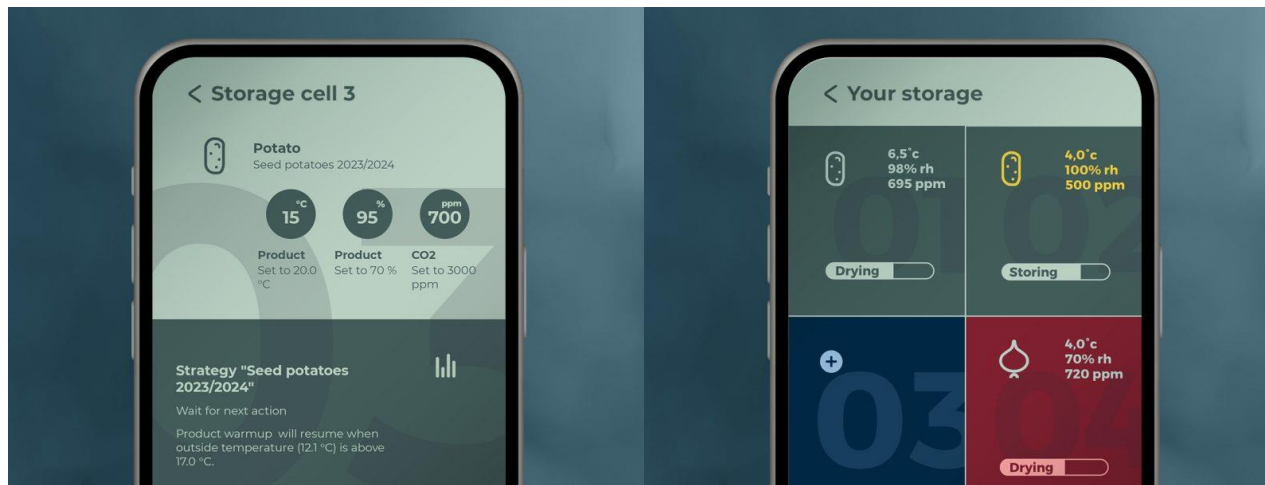 < Storage cell 3
Potato
Seed potatoes 2023/2024
15 °C
95 %
700 ppm
Product
Set to 20.0
°C
Product
Set to 70 %
CO2
Set to 3000
ppm
03
Strategy "Seed potatoes
2023/2024"
Wait for next action
Product warmup will resume when
outside temperature (12.1 °C) is above
17.0 °C.
< Your storage
01
6,5°c
98% rh
695 ppm
Drying
02
4,0°c
100% rh
500 ppm
Storing
+
03
04
4,0°c
70% rh
720 ppm
Drying